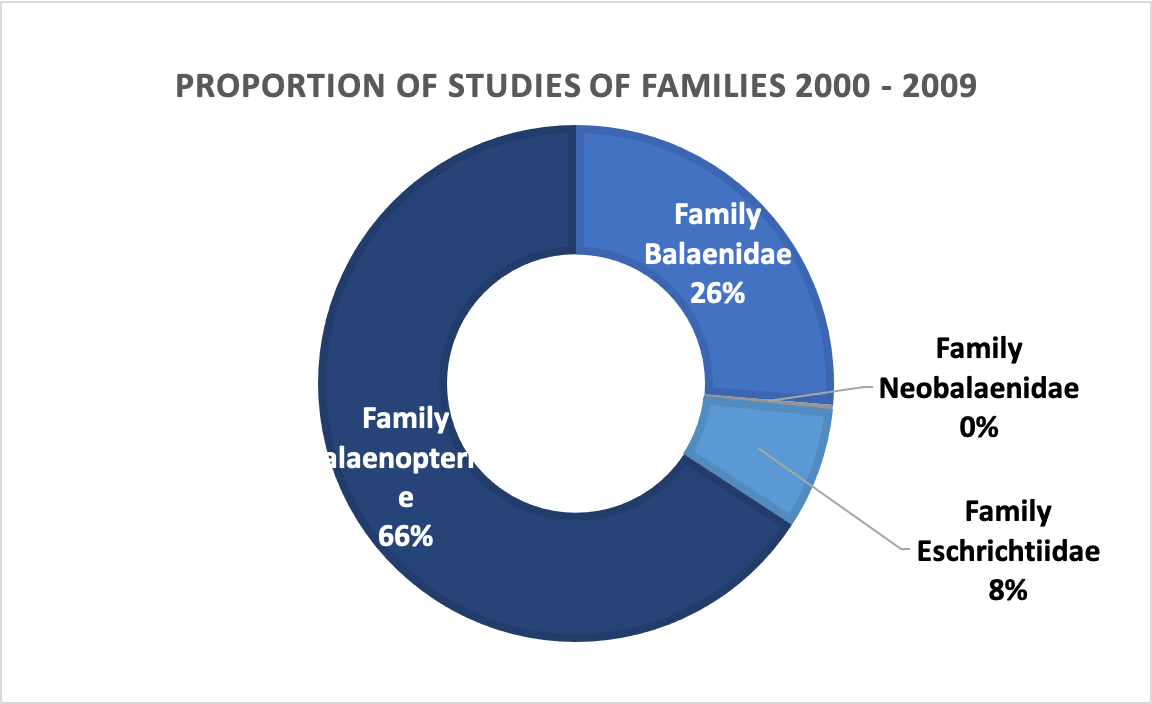 PROPORTION OF STUDIES OF FAMILIES 2000 - 2009
Family
Balaenidae
26%
Family
Neobalaenidae
0%
Family
Eschrichtiidae
8%
Family
alaenopteri
e
66%